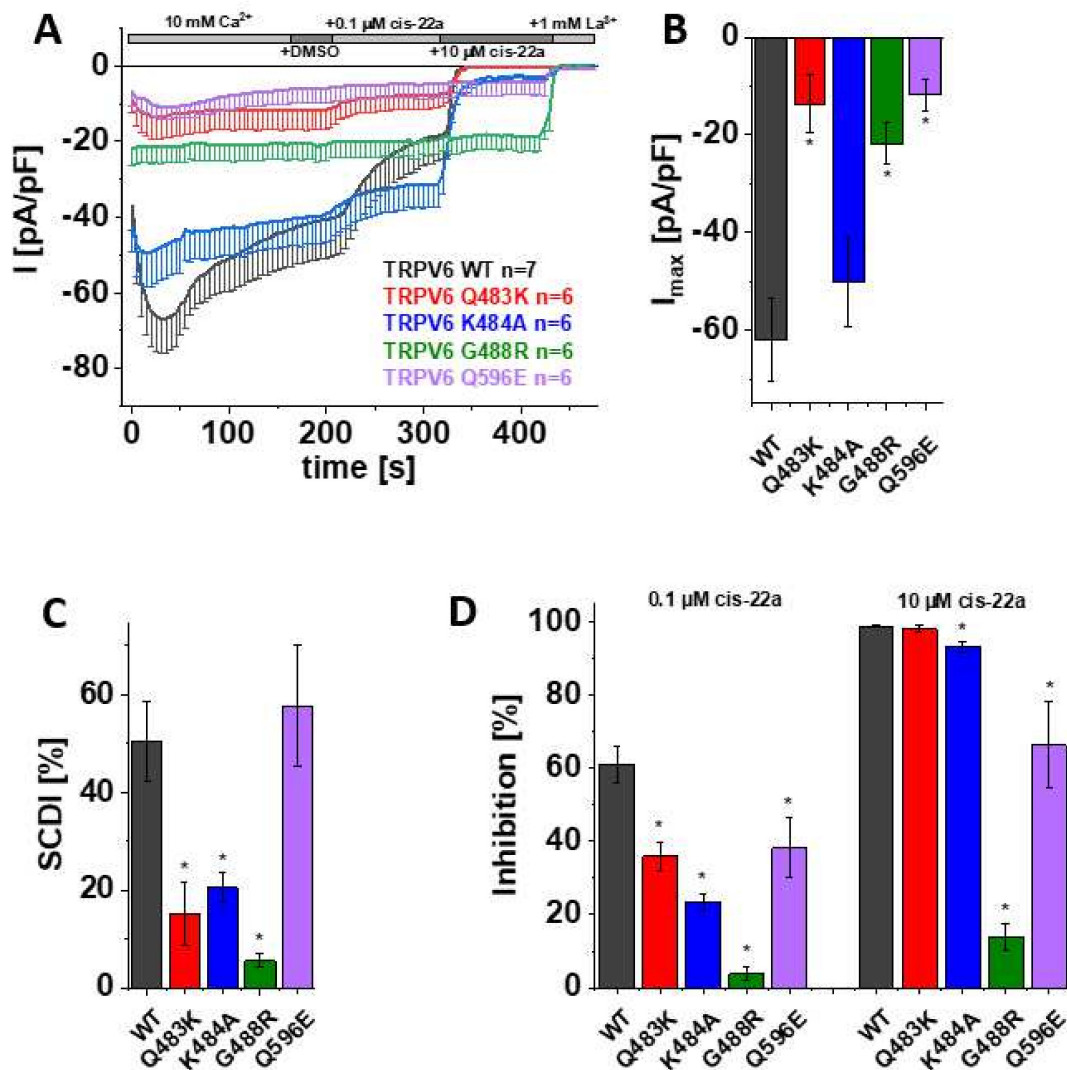 A
10 mM Ca²⁺
+0.1 µM cis-22a
+1 mM La³⁺
+DMSO
+10 µM cis-22a
0
-20
-40
-60
-80
I [pA/pF]
TRPV6 WT n=7
TRPV6 Q483K n=6
TRPV6 K484A n=6
TRPV6 G488R n=6
TRPV6 Q596E n=6
0
100
200
300
400
time [s]
B
0
-20
-40
-60
Imax [pA/pF]
*
*
*
WT
Q483K
K484A
G488R
Q596E
C
60
40
20
0
SCDI [%]
*
*
*
WT
Q483K
K484A
G488R
Q596E
D
0.1 µM cis-22a
10 µM cis-22a
100
80
60
40
20
0
Inhibition [%]
*
*
*
*
*
*
*
WT
Q483K
K484A
G488R
Q596E
WT
Q483K
K484A
G488R
Q596E